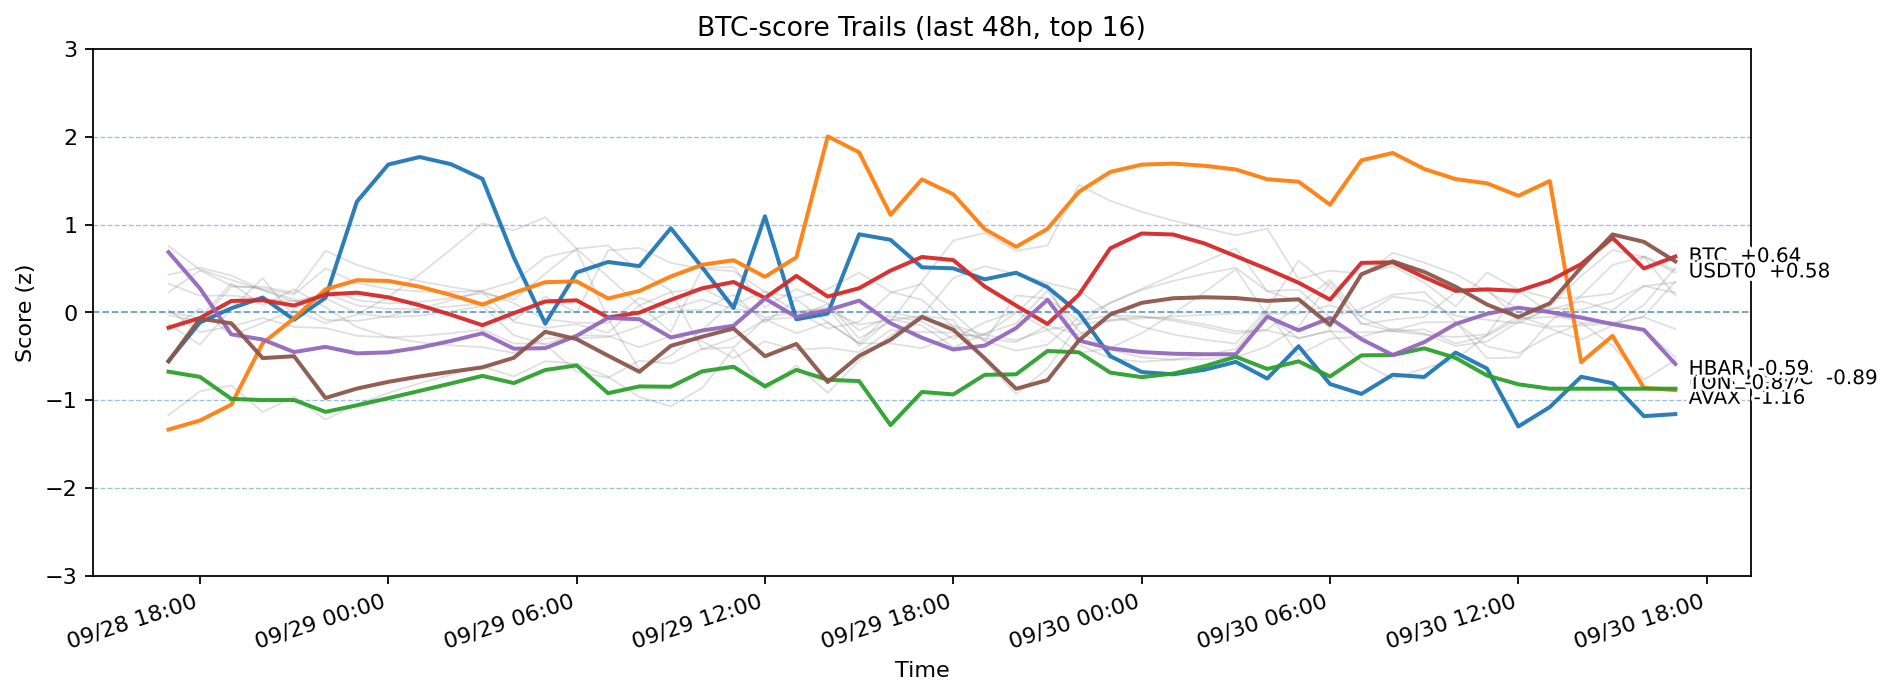 BTC-score Trails (last 48h, top 16)
3
2
1
0
−1
−2
−3
Score (z)
BTC +0.64
USDT0 +0.58
HBAR -0.59
-0.89
TON -0.87
AVAX -1.16
09/28 18:00
09/29 00:00
09/29 06:00
09/29 12:00
09/29 18:00
09/30 00:00
09/30 06:00
09/30 12:00
09/30 18:00
Time